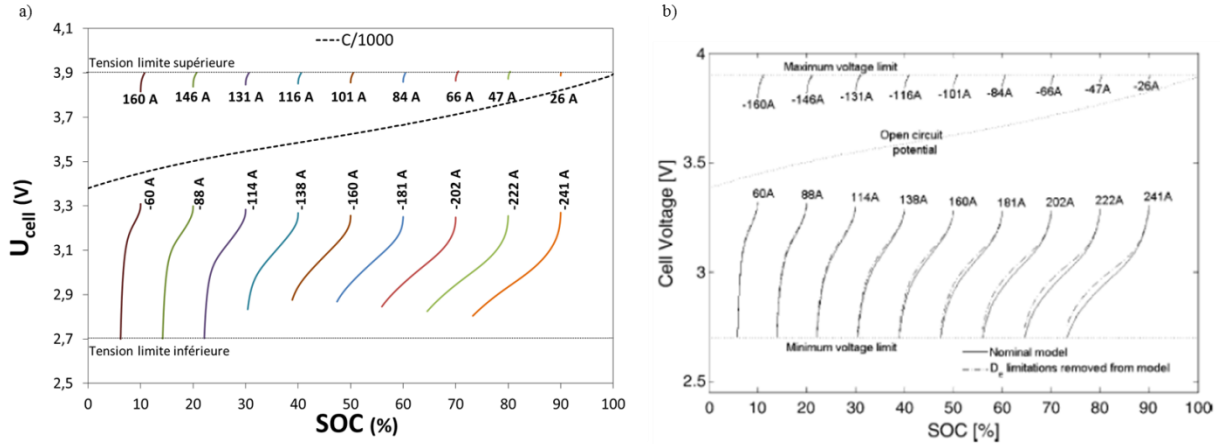 a)
4,1
3,9
3,7
3,5
3,3
3,1
2,9
2,7
2,5
U_cell (V)
C/1000
Tension limite supérieure
160 A
146 A
131 A
116 A
101 A
84 A
66 A
47 A
26 A
-60 A
-88 A
-114 A
-138 A
-160 A
-181 A
-202 A
-222 A
-241 A
Tension limite inférieure
0 10 20 30 40 50 60 70 80 90 100
SOC (%)
b)
4
3.5
3
2.5
Cell Voltage [V]
Maximum voltage limit
-160A
-146A
-131A
-116A
-101A
-84A
-66A
-47A
-26A
Open circuit
potential
60A
88A
114A
138A
160A
181A
202A
222A
241A
Minimum voltage limit
Nominal model
D_e limitations removed from model
0 10 20 30 40 50 60 70 80 90 100
SOC [%]